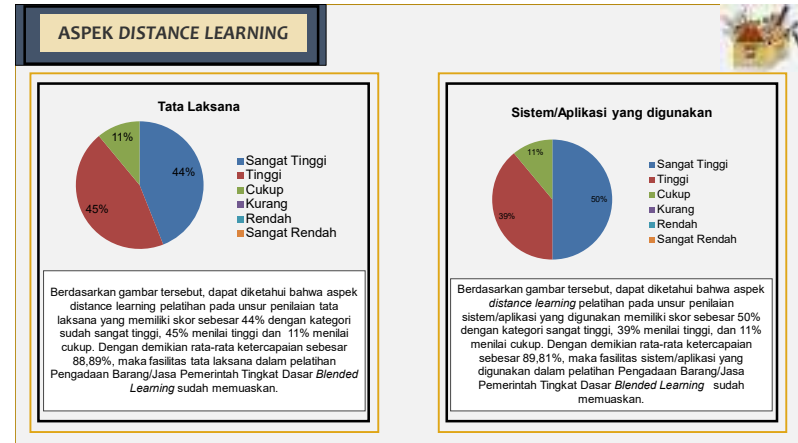 ASPEK DISTANCE LEARNING
Tata Laksana
11%
44%
45%
Sangat Tinggi
Tinggi
Cukup
Kurang
Rendah
Sangat Rendah
Berdasarkan gambar tersebut, dapat diketahui bahwa aspek
distance learning pelatihan pada unsur penilaian tata
laksana yang memiliki skor sebesar 44% dengan kategori
sudah sangat tinggi, 45% menilai tinggi dan 11% menilai
cukup. Dengan demikian rata-rata ketercapaian sebesar
88,89%, maka fasilitas tata laksana dalam pelatihan
Pengadaan Barang/Jasa Pemerintah Tingkat Dasar Blended
Learning sudah memuaskan.
Sistem/Aplikasi yang digunakan
11%
50%
39%
Sangat Tinggi
Tinggi
Cukup
Kurang
Rendah
Sangat Rendah
Berdasarkan gambar tersebut, dapat diketahui bahwa aspek
distance learning pelatihan pada unsur penilaian
sistem/aplikasi yang digunakan memiliki skor sebesar 50%
dengan kategori sangat tinggi, 39% menilai tinggi, dan 11%
menilai cukup. Dengan demikian rata-rata ketercapaian
sebesar 89,81%, maka fasilitas sistem/aplikasi yang
digunakan dalam pelatihan Pengadaan Barang/Jasa
Pemerintah Tingkat Dasar Blended Learning sudah
memuaskan.